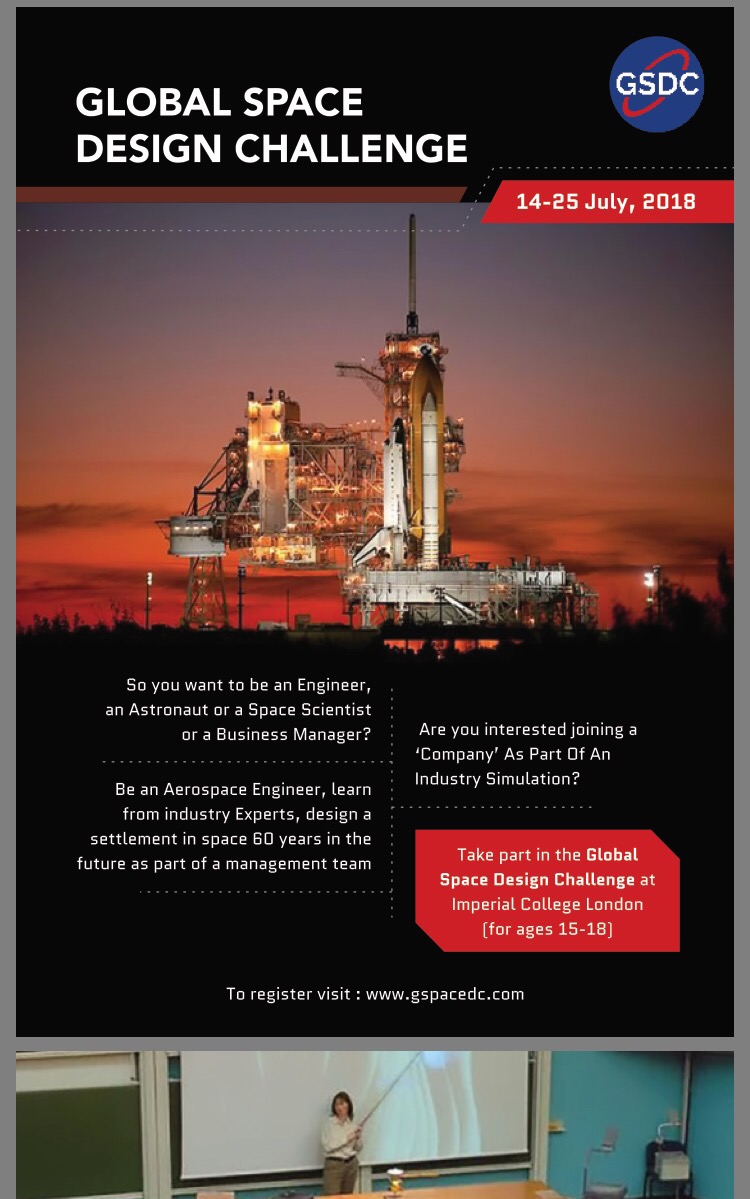 GSDC
GLOBAL SPACE
DESIGN CHALLENGE
14-25 July, 2018
So you want to be an Engineer,
an Astronaut or a Space Scientist
or a Business Manager?
Be an Aerospace Engineer, learn
from industry Experts, design a
settlement in space 60 years in the
future as part of a management team
Are you interested joining a
‘Company’ As Part Of An
Industry Simulation?
Take part in the Global
Space Design Challenge at
Imperial College London
(for ages 15-18)
To register visit : www.gspacedc.com